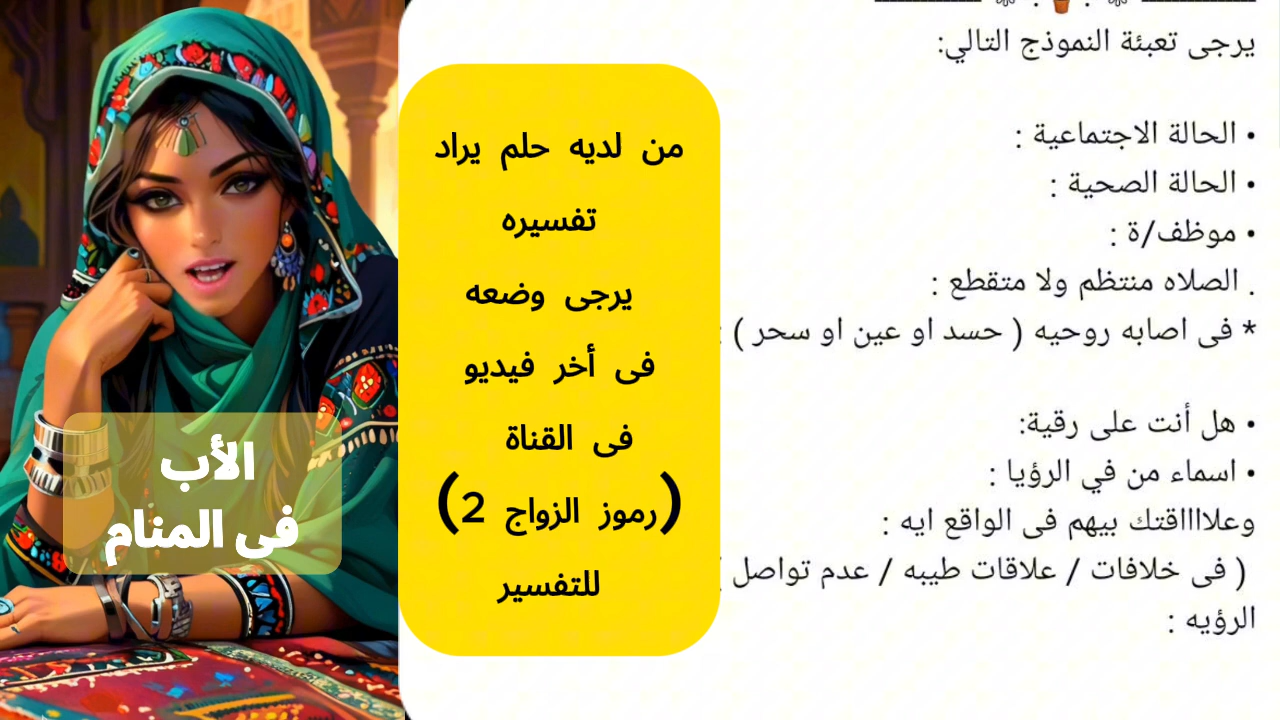 يرجى تعبئة النموذج التالي:
• الحالة الاجتماعية :
• الحالة الصحية :
• موظف/ة :
. الصلاه منتظم ولا متقطع :
* فى اصابه روحيه ( حسد او عين او سحر ) :
• هل أنت على رقية:
• اسماء من في الرؤيا :
وعلااااقتك بيهم فى الواقع ايه :
( فى خلافات / علاقات طيبه / عدم تواصل )
الرؤيه :
من لديه حلم يراد
تفسيره
يرجى وضعه
فى أخر فيديو
فى القناة
(رموز الزواج 2)
للتفسير
الأب
فى المنام